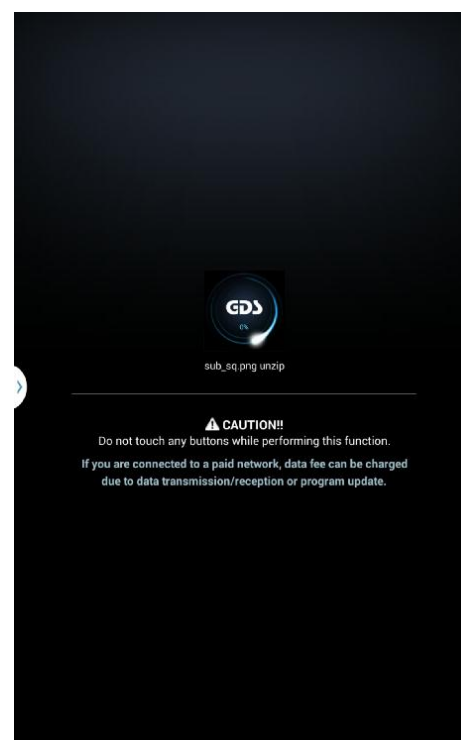 GDS
0%
sub_sq.png unzip
CAUTION!!
Do not touch any buttons while performing this function.
If you are connected to a paid network, data fee can be charged
due to data transmission/reception or program update.